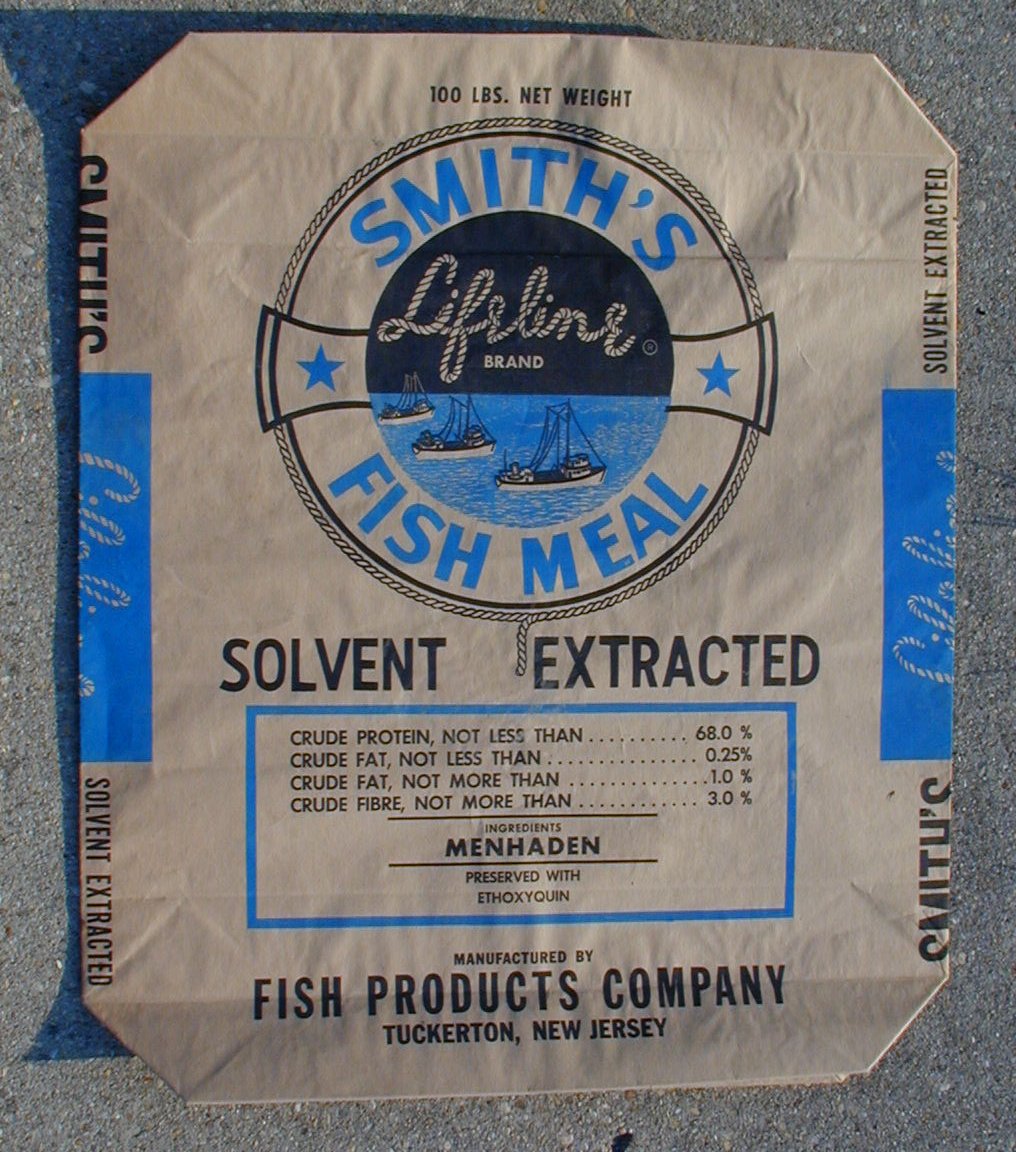 100 LBS. NET WEIGHT
SMITH'S
Lifeline ®
BRAND
FISH MEAL
SOLVENT EXTRACTED
CRUDE PROTEIN, NOT LESS THAN .......... 68.0 %
CRUDE FAT, NOT LESS THAN ............... 0.25%
CRUDE FAT, NOT MORE THAN .............1.0 %
CRUDE FIBRE, NOT MORE THAN ............ 3.0 %
INGREDIENTS
MENHADEN
PRESERVED WITH
ETHOXYQUIN
MANUFACTURED BY
FISH PRODUCTS COMPANY
TUCKERTON, NEW JERSEY
SMITH'S
SOLVENT EXTRACTED
SOLVENT EXTRACTED
SMITH'S